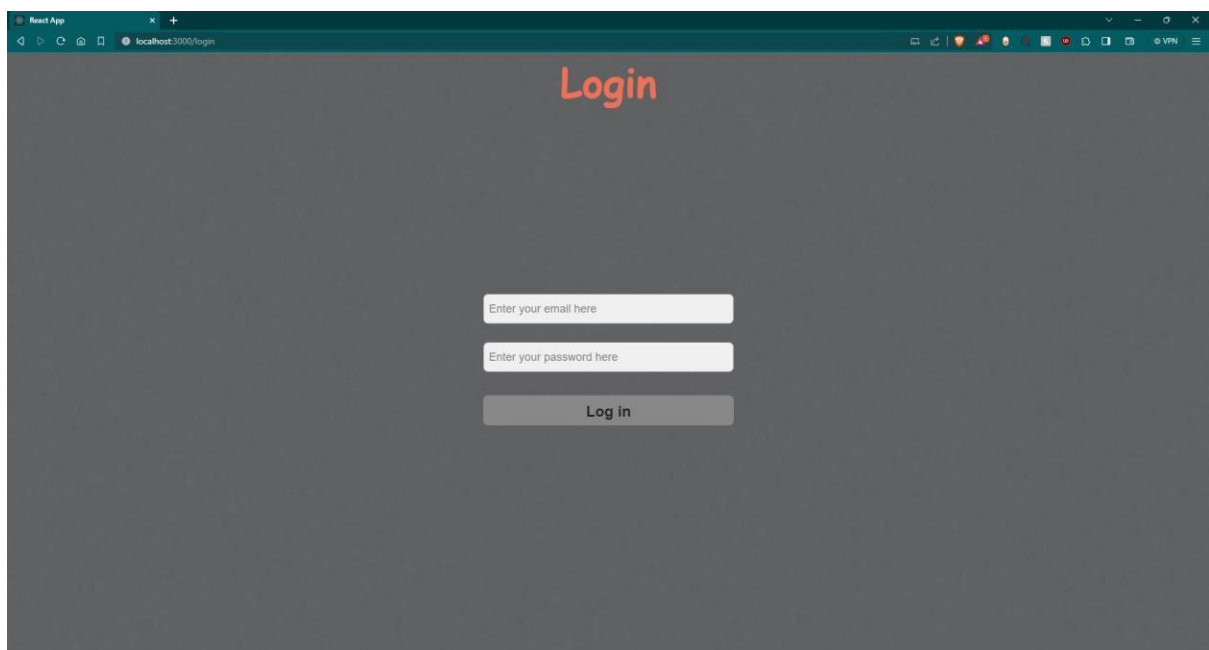 React App
localhost:3000/login
VPN
Login
Enter your email here
Enter your password here
Log in